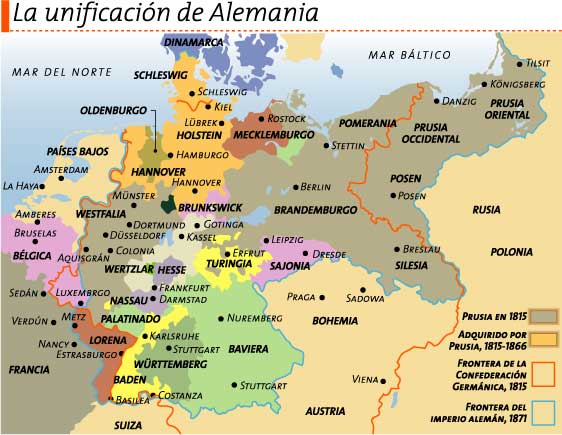 La unificación de Alemania
DINAMARCA
MAR DEL NORTE
MAR BÁLTICO
SCHLESWIG
SCHLESWIG
TILSIT
KÖNIGSBERG
KIEL
DANZIG
PRUSIA
ORIENTAL
OLDENBURGO
LÜBREK
HOLSTEIN
ROSTOCK
MECKLEMBURGO
POMERANIA
PRUSIA
OCCIDENTAL
STETTIN
PAÍSES BAJOS
HAMBURGO
HANNOVER
AMSTERDAM
LA HAYA
HANNOVER
MÜNSTER
BERLIN
POSEN
POSEN
RUSIA
AMBERES
WESTFALIA
BRUNSWICK
BRANDEMBURGO
BRUSELAS
DORTMUND
GOTINGA
DÜSSELDORF
KASSEL
LEIPZIG
BÉLGICA
COLONIA
AQUISGRÁN
ERFRUT
DRESDE
BRESLAU
POLONIA
WERTZLAR
HESSE
TURINGIA
SAJONIA
SILESIA
SEDÁN
LUXEMBRGO
FRANKFURT
NASSAU
DARMSTAD
PRAGA
SADOWA
VERDÚN
METZ
PALATINADO
NUREMBERG
BOHEMIA
NANCY
LORENA
KARLSRUHE
ESTRASBURGO
STUTTGART
FRANCIA
WÜRTTEMBERG
BAVIERA
BADEN
STUTTGART
VIENA
BASILEA
COSTANZA
SUIZA
AUSTRIA
PRUSIA EN 1815
ADQUIRIDO POR
PRUSIA, 1815-1866
FRONTERA DE LA
CONFEDERACIÓN
GERMÁNICA, 1815
FRONTERA DEL
IMPERIO ALEMÁN, 1871